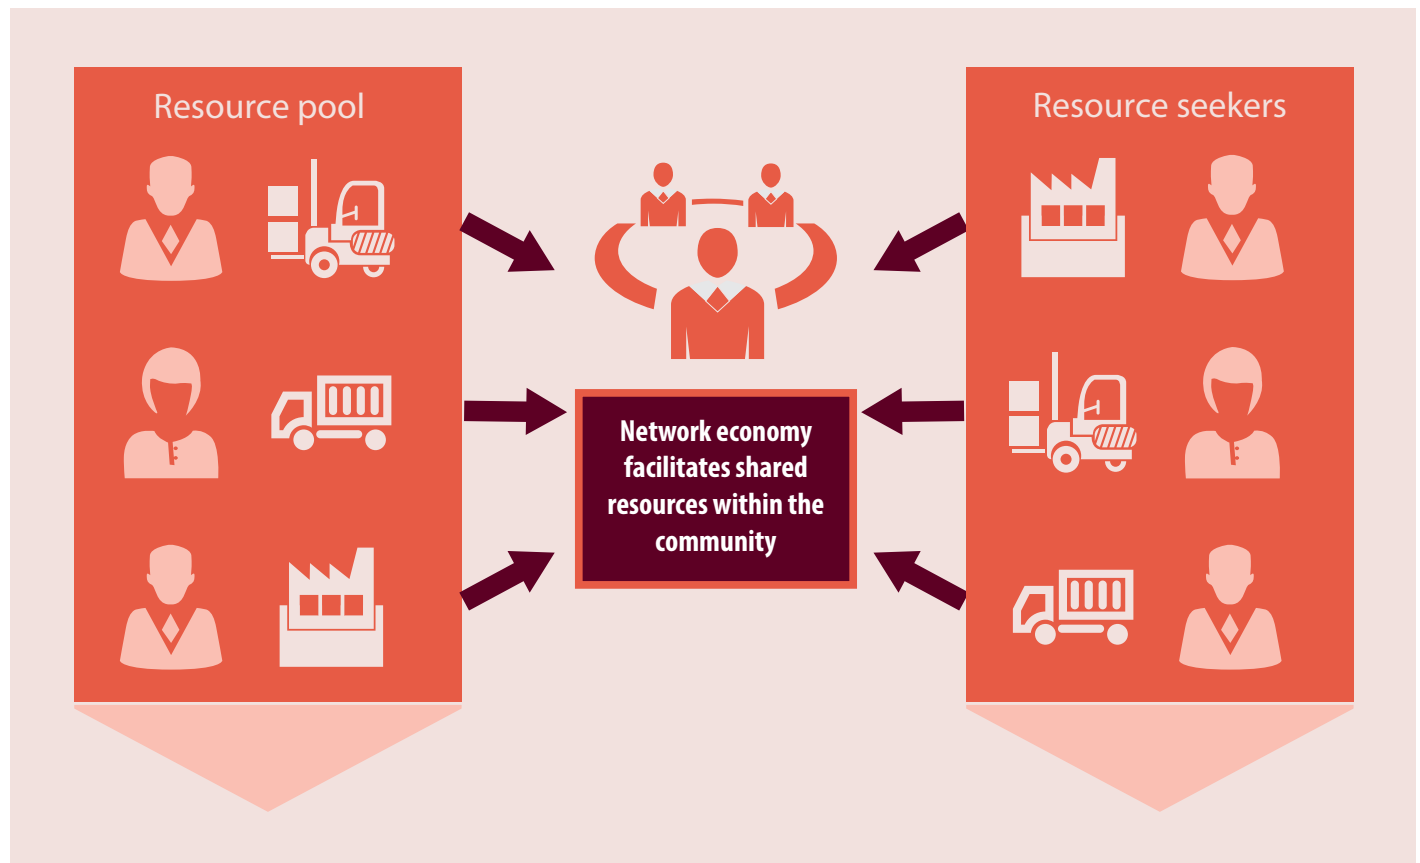 Resource pool
Resource seekers
Network economy
facilitates shared
resources within the
community